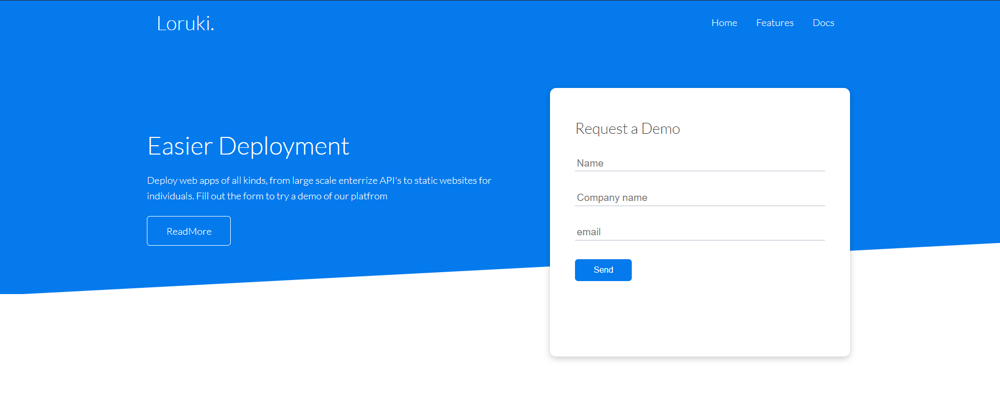 Loruki.
Home Features Docs
Easier Deployment
Deploy web apps of all kinds, from large scale enterrize API's to static websites for
individuals. Fill out the form to try a demo of our platfrom
ReadMore
Request a Demo
Name
Company name
email
Send